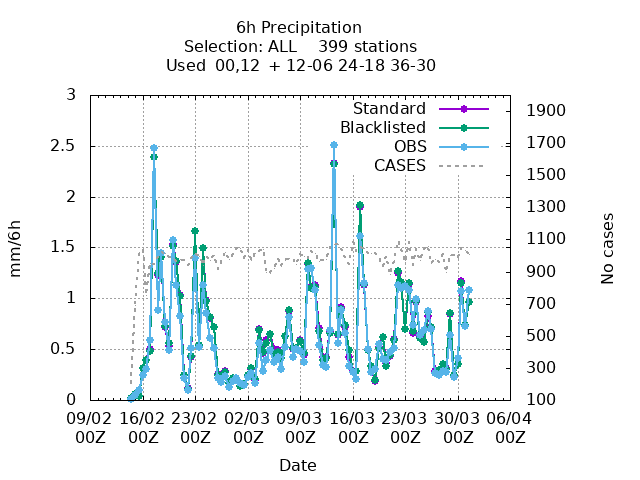 6h Precipitation
Selection: ALL    399 stations
Used  00,12  + 12-06 24-18 36-30
Standard
Blacklisted
OBS
CASES
3
2.5
2
1.5
1
0.5
0
mm/6h
1900
1700
1500
1300
1100
900
700
500
300
100
No cases
09/02 16/02 23/02 02/03 09/03 16/03 23/03 30/03 06/04
00Z 00Z 00Z 00Z 00Z 00Z 00Z 00Z 00Z
Date